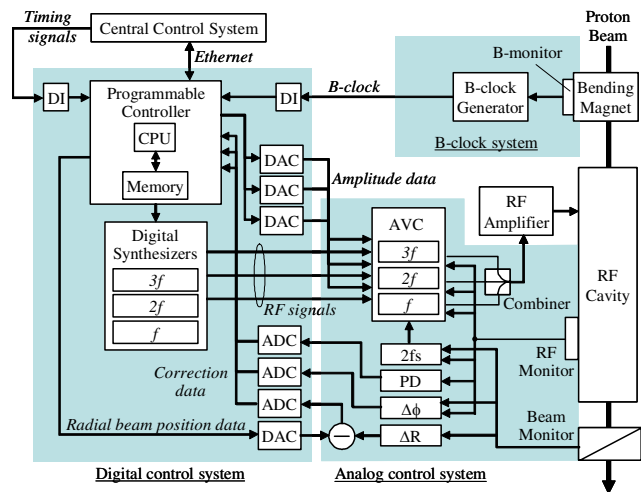 Timing
signals
Central Control System
Ethernet
Proton
Beam
B-monitor
DI
Programmable
Controller
CPU
Memory
DI
B-clock
B-clock
Generator
Bending
Magnet
B-clock system
DAC
DAC
DAC
Amplitude data
RF
Amplifier
Digital
Synthesizers
3f
2f
f
RF signals
AVC
3f
2f
f
Combiner
RF
Cavity
RF
Monitor
ADC
ADC
ADC
DAC
2fs
PD
Δϕ
ΔR
Correction
data
Radial beam position data
Beam
Monitor
Digital control system
Analog control system